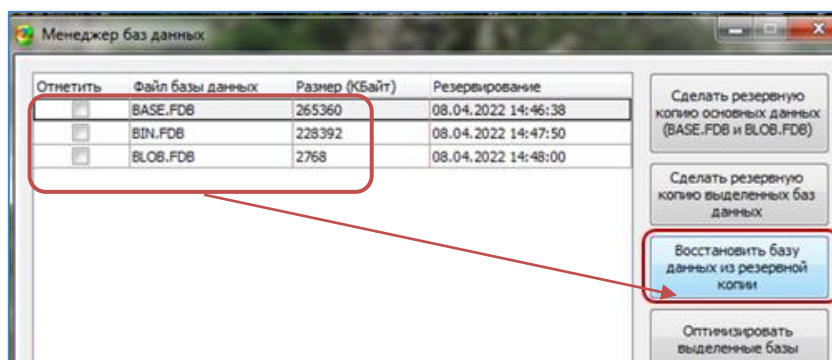 Менеджер баз данных
Отметить Файл базы данных Размер (КБайт) Резервирование
BASE.FDB 265360 08.04.2022 14:46:38
BIN.FDB 228392 08.04.2022 14:47:50
BLOB.FDB 2768 08.04.2022 14:48:00
Сделать резервную
копию основных данных
(BASE.FDB и BLOB.FDB)
Сделать резервную
копию выделенных баз
данных
Восстановить базу
данных из резервной
копии
Оптимизировать
выделенные базы